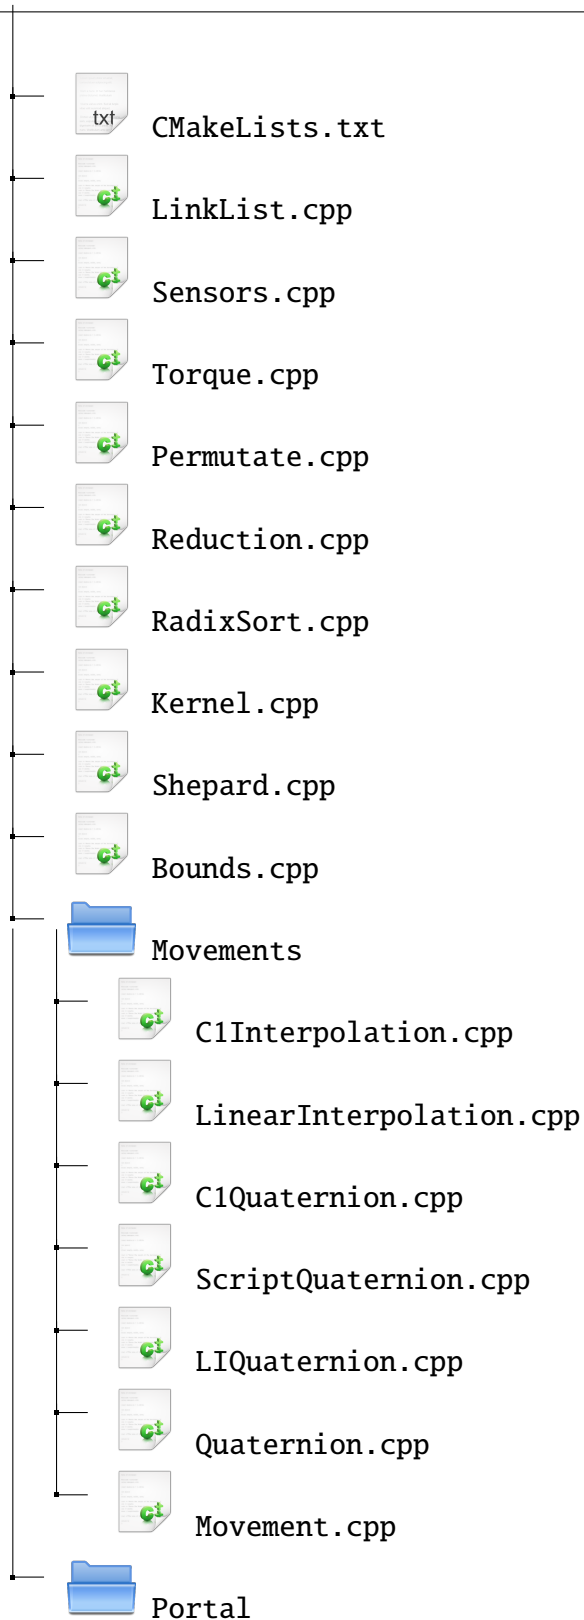 txt
CMakeLists.txt
LinkList.cpp
Sensors.cpp
Torque.cpp
Permutate.cpp
Reduction.cpp
RadixSort.cpp
Kernel.cpp
Shepard.cpp
Bounds.cpp
Movements
C1Interpolation.cpp
LinearInterpolation.cpp
C1Quaternion.cpp
ScriptQuaternion.cpp
LIQuaternion.cpp
Quaternion.cpp
Movement.cpp
Portal